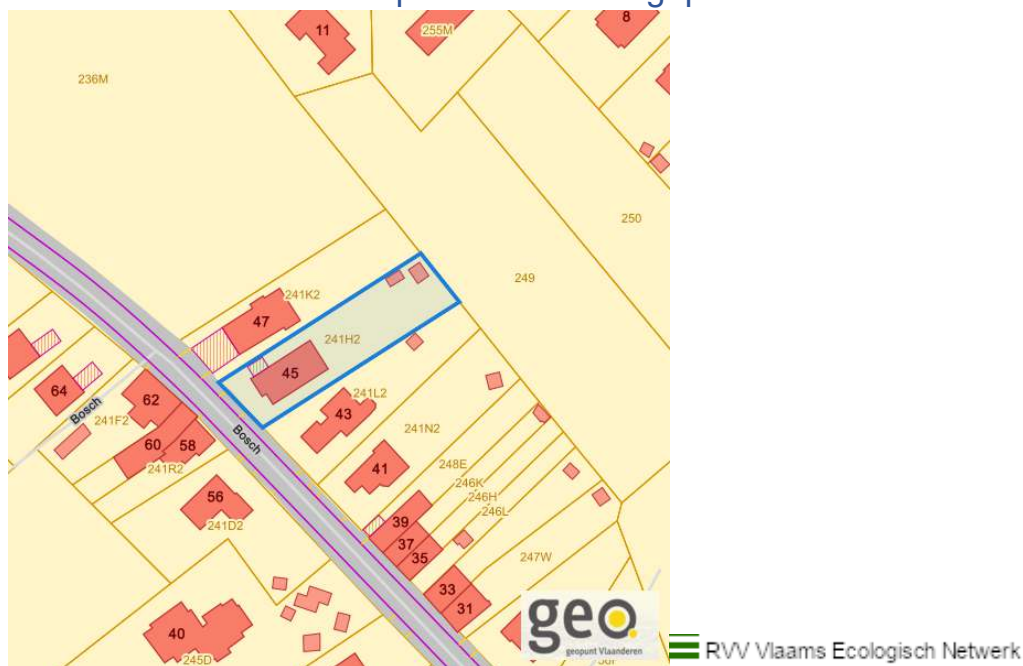 11
255M
8
236M
250
249
241K2
47
241H2
45
64
62
Bosch
241F2
241L2
43
241N2
60
58
Bosch
241R2
41
248E
246K
246H
246L
56
241D2
39
37
35
247W
33
31
40
245D
geo
geopunt Vlaanderen
RVV Vlaams Ecologisch Netwerk